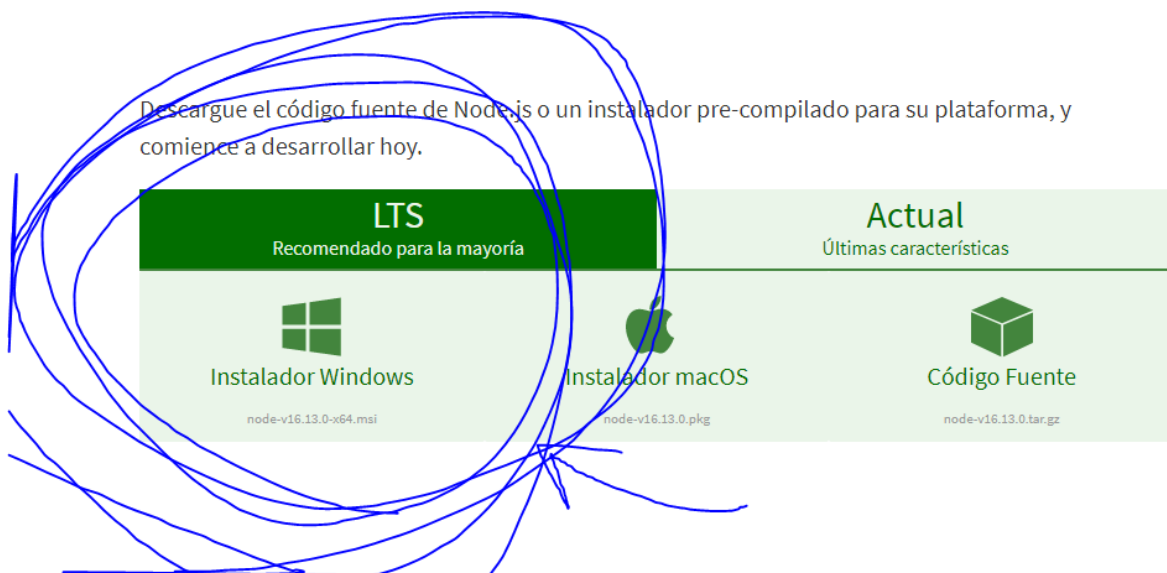 Descargue el código fuente de Node.js o un instalador pre-compilado para su plataforma, y
comience a desarrollar hoy.
LTS
Recomendado para la mayoría
Actual
Últimas características
Instalador Windows
node-v16.13.0-x64.msi
Instalador macOS
node-v16.13.0.pkg
Código Fuente
node-v16.13.0.tar.gz